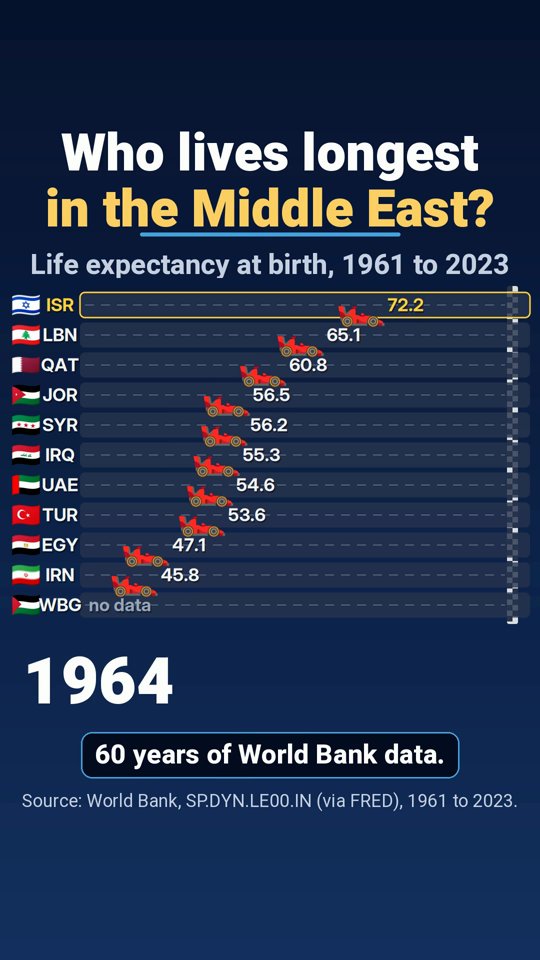 Who lives longest
in the Middle East?
Life expectancy at birth, 1961 to 2023
ISR 72.2
LBN 65.1
QAT 60.8
JOR 56.5
SYR 56.2
IRQ 55.3
UAE 54.6
TUR 53.6
EGY 47.1
IRN 45.8
WBG no data
1964
60 years of World Bank data.
Source: World Bank, SP.DYN.LE00.IN (via FRED), 1961 to 2023.